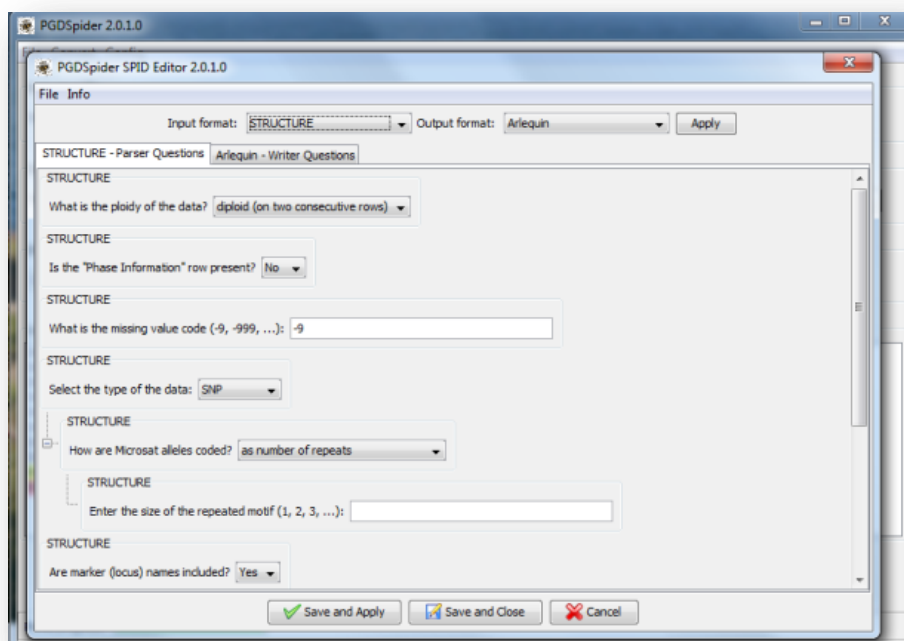 PGDSpider 2.0.1.0
PGDSpider SPID Editor 2.0.1.0
File Info
Input format: STRUCTURE Output format: Arlequin Apply
STRUCTURE - Parser Questions Arlequin - Writer Questions
STRUCTURE
What is the ploidy of the data? diploid (on two consecutive rows)
STRUCTURE
Is the "Phase Information" row present? No
STRUCTURE
What is the missing value code (-9, -999, ...): -9
STRUCTURE
Select the type of the data: SNP
STRUCTURE
How are Microsat alleles coded? as number of repeats
STRUCTURE
Enter the size of the repeated motif (1, 2, 3, ...):
STRUCTURE
Are marker (locus) names included? Yes
Save and Apply Save and Close Cancel